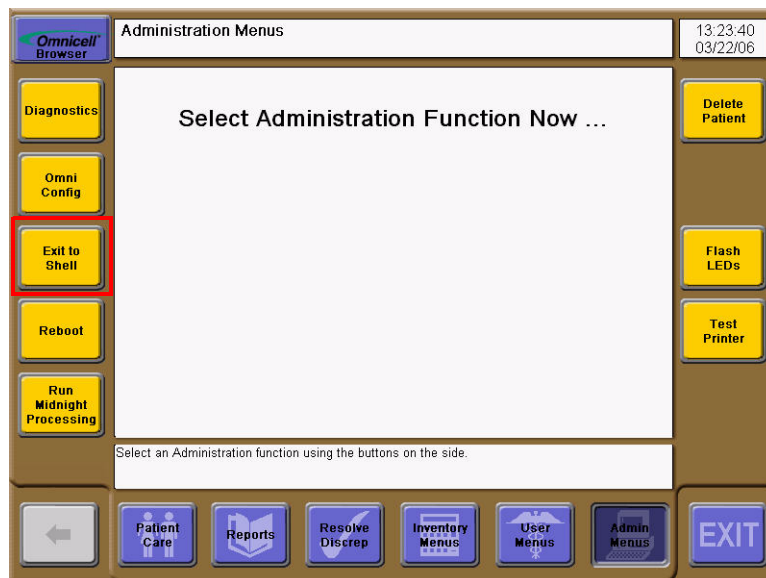 Omnicell
Browser
Administration Menus
13:23:40
03/22/06
Diagnostics
Omni
Config
Exit to
Shell
Reboot
Run
Midnight
Processing
Select Administration Function Now ...
Delete
Patient
Flash
LEDs
Test
Printer
Select an Administration function using the buttons on the side.
Patient
Care
Reports
Resolve
Discrep
Inventory
Menus
User
Menus
Admin
Menus
EXIT